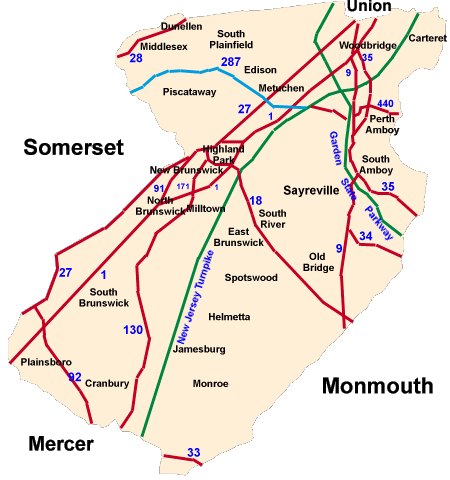 Union
Dunellen
Carteret
South
Plainfield
Middlesex
Woodbridge
28
287
35
Edison
9
Metuchen
Piscataway
440
27
1
Perth
Amboy
Somerset
Highland
Park
Garden
State
Parkway
New Brunswick
South
Amboy
91
171
1
35
Sayreville
North
Brunswick
Milltown
18
South
River
East
Brunswick
34
9
Old
Bridge
27
1
New Jersey Turnpike
Spotswood
South
Brunswick
Helmetta
130
Jamesburg
Plainsboro
92
Cranbury
Monroe
Monmouth
Mercer
33